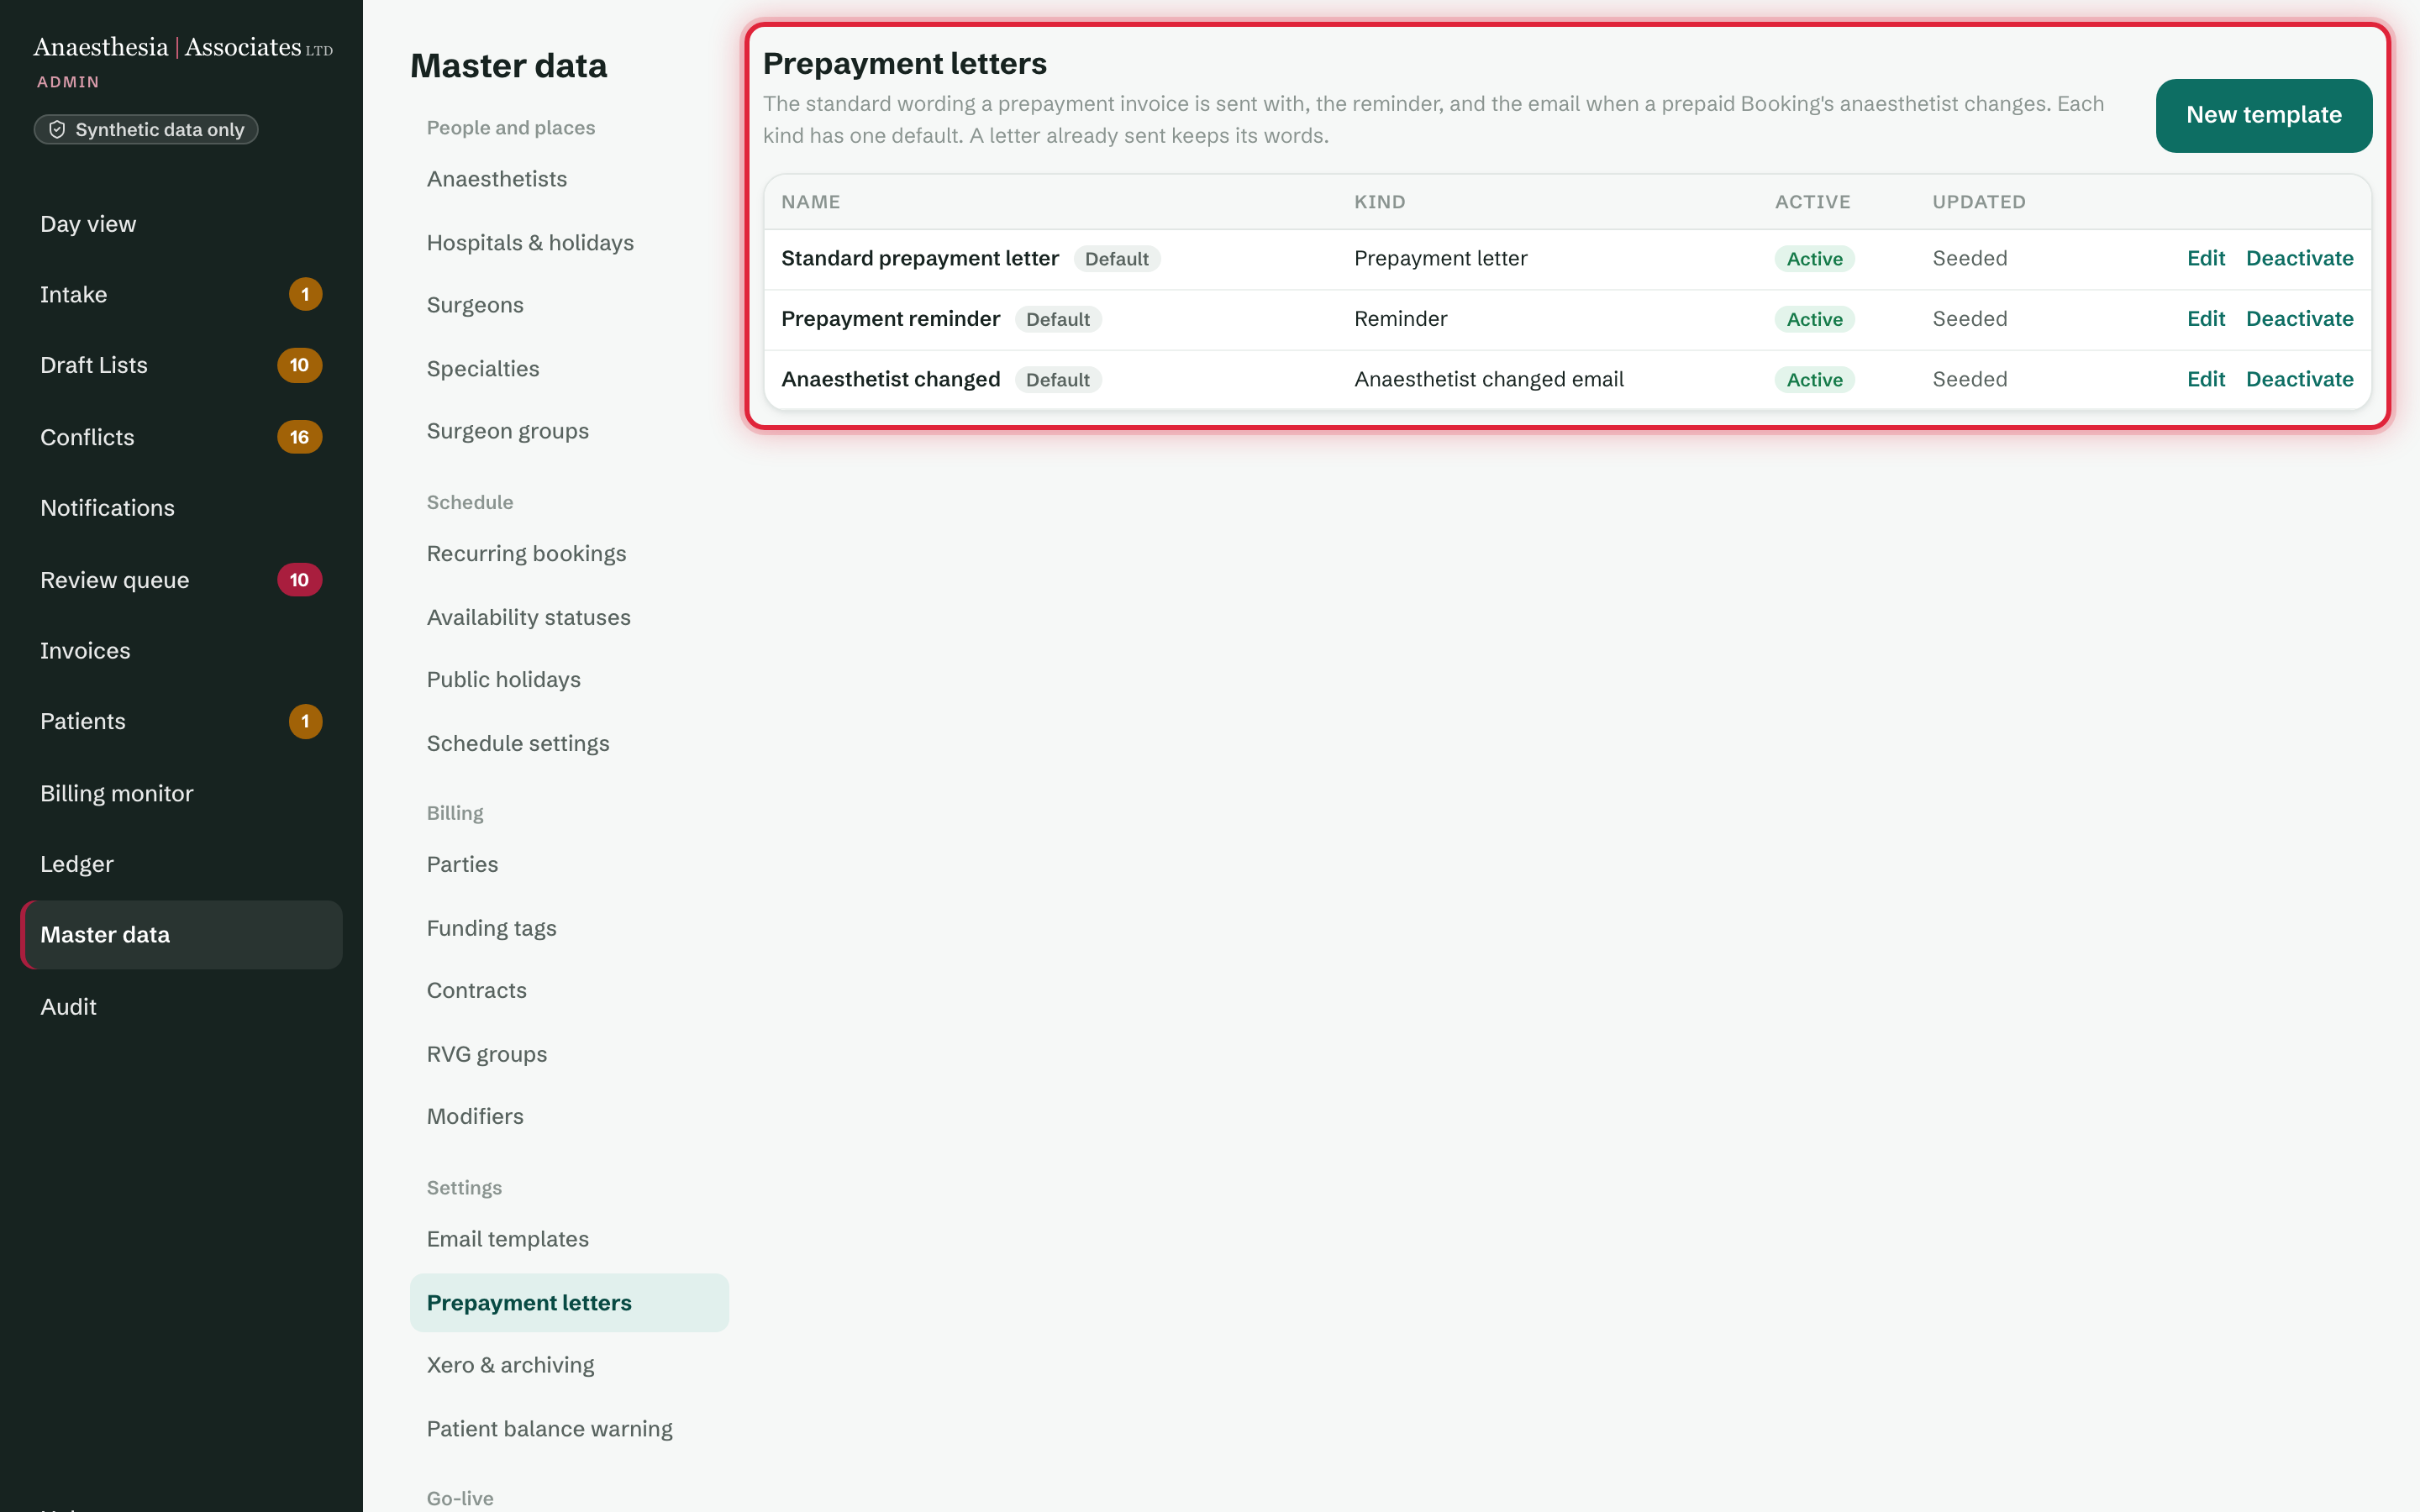 Anaesthesia | Associates LTD
ADMIN
Synthetic data only
Day view
Intake 1
Draft Lists 10
Conflicts 16
Notifications
Review queue 10
Invoices
Patients 1
Billing monitor
Ledger
Master data
Audit
Master data
People and places
Anaesthetists
Hospitals & holidays
Surgeons
Specialties
Surgeon groups
Schedule
Recurring bookings
Availability statuses
Public holidays
Schedule settings
Billing
Parties
Funding tags
Contracts
RVG groups
Modifiers
Settings
Email templates
Prepayment letters
Xero & archiving
Patient balance warning
Go-live
Prepayment letters
The standard wording a prepayment invoice is sent with, the reminder, and the email when a prepaid Booking's anaesthetist changes. Each
kind has one default. A letter already sent keeps its words.
New template
NAME KIND ACTIVE UPDATED
Standard prepayment letter Default Prepayment letter Active Seeded Edit Deactivate
Prepayment reminder Default Reminder Active Seeded Edit Deactivate
Anaesthetist changed Default Anaesthetist changed email Active Seeded Edit Deactivate